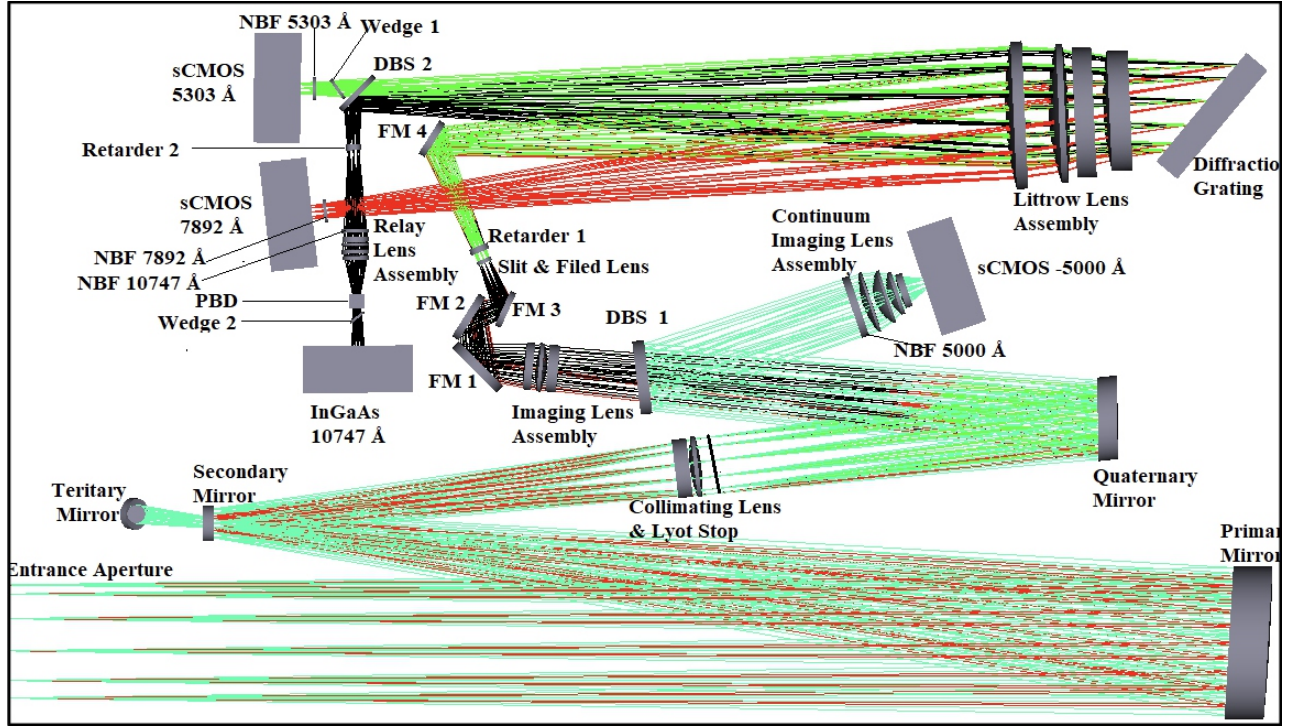 NBF 5303 Å
Wedge 1
sCMOS
5303 Å
DBS 2
FM 4
Retarder 2
sCMOS
7892 Å
NBF 7892 Å
NBF 10747 Å
Relay
Lens
Assembly
PBD
Wedge 2
InGaAs
10747 Å
Retarder 1
Slit & Filed Lens
FM 2
FM 3
FM 1
Imaging Lens
Assembly
DBS 1
Continuum
Imaging Lens
Assembly
sCMOS -5000 Å
NBF 5000 Å
Littrow Lens
Assembly
Diffractio
Grating
Quaternary
Mirror
Secondary
Mirror
Teritary
Mirror
Collimating Lens
& Lyot Stop
Primar
Mirror
Entrance Aperture